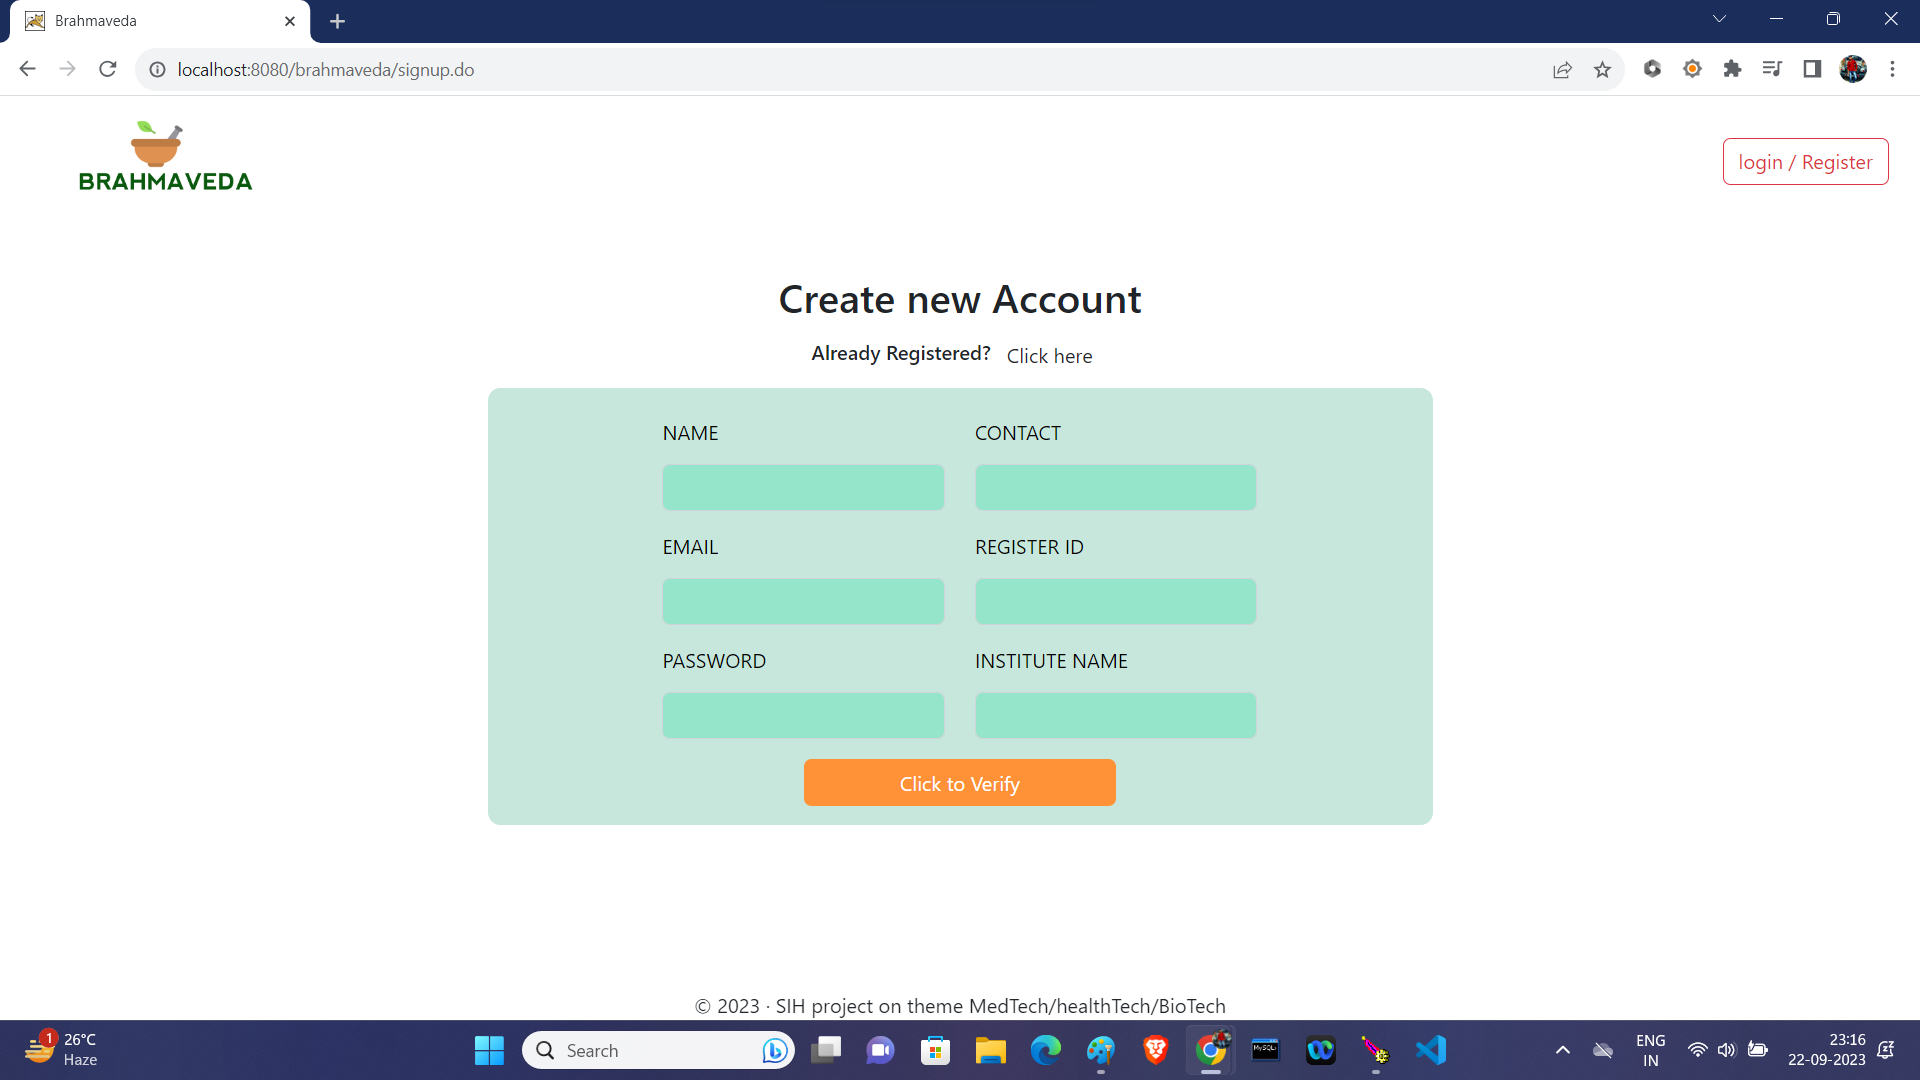 Brahmaveda
localhost:8080/brahmaveda/signup.do
BRAHMAVEDA
login / Register
Create new Account
Already Registered? Click here
NAME CONTACT
EMAIL REGISTER ID
PASSWORD INSTITUTE NAME
Click to Verify
© 2023 · SIH project on theme MedTech/healthTech/BioTech
1 26°C
Haze
Search
MySQL
ENG
IN
23:16
22-09-2023